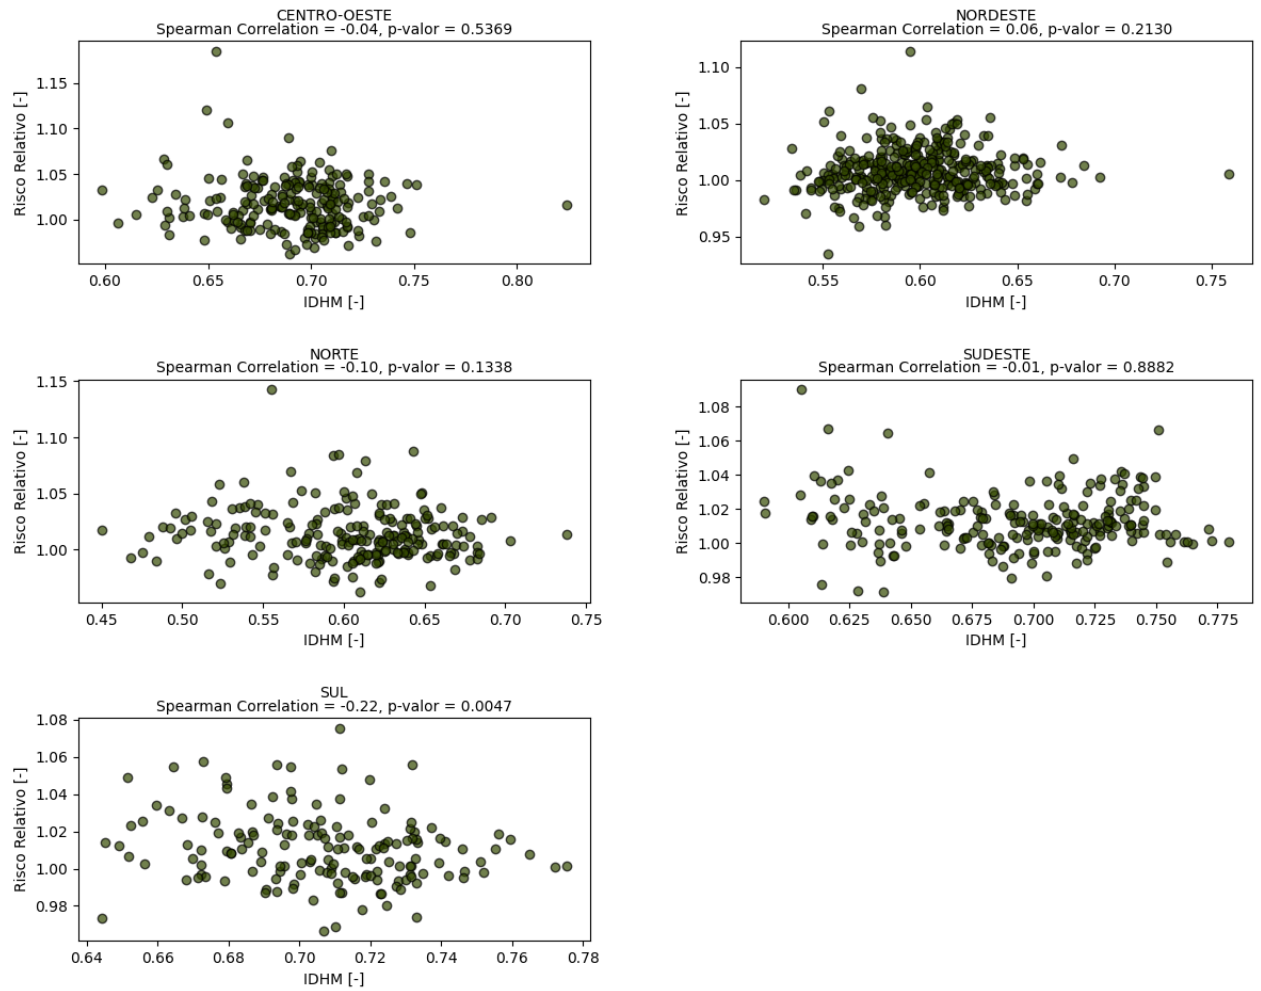 CENTRO-OESTE
Spearman Correlation = -0.04, p-valor = 0.5369
Risco Relativo [-]
1.15
1.10
1.05
1.00
0.60 0.65 0.70 0.75 0.80
IDHM [-]
NORDESTE
Spearman Correlation = 0.06, p-valor = 0.2130
Risco Relativo [-]
1.10
1.05
1.00
0.95
0.55 0.60 0.65 0.70 0.75
IDHM [-]
NORTE
Spearman Correlation = -0.10, p-valor = 0.1338
Risco Relativo [-]
1.15
1.10
1.05
1.00
0.45 0.50 0.55 0.60 0.65 0.70 0.75
IDHM [-]
SUDESTE
Spearman Correlation = -0.01, p-valor = 0.8882
Risco Relativo [-]
1.08
1.06
1.04
1.02
1.00
0.98
0.600 0.625 0.650 0.675 0.700 0.725 0.750 0.775
IDHM [-]
SUL
Spearman Correlation = -0.22, p-valor = 0.0047
Risco Relativo [-]
1.08
1.06
1.04
1.02
1.00
0.98
0.64 0.66 0.68 0.70 0.72 0.74 0.76 0.78
IDHM [-]